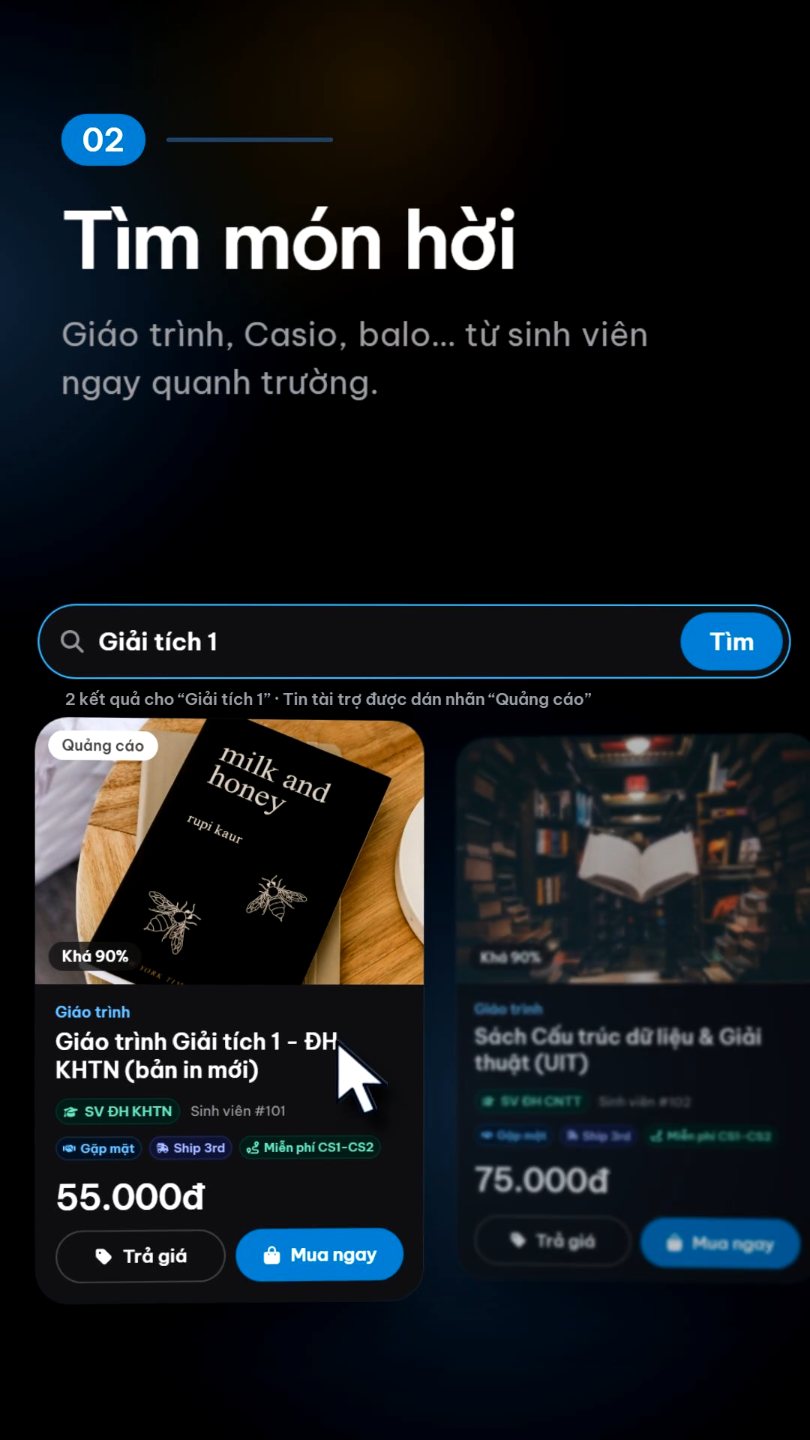 02
Tìm món hời
Giáo trình, Casio, balo... từ sinh viên
ngay quanh trường.
Giải tích 1
Tìm
2 kết quả cho “Giải tích 1” · Tin tài trợ được dán nhãn “Quảng cáo”
Quảng cáo
milk and
honey
rupi kaur
Khá 90%
Giáo trình
Giáo trình Giải tích 1 - ĐH
KHTN (bản in mới)
SV ĐH KHTN
Sinh viên #101
Gặp mặt
Ship 3rd
Miễn phí CS1-CS2
55.000đ
Trả giá
Mua ngay
Khá 90%
Giáo trình
Sách Cấu trúc dữ liệu & Giải
thuật (UIT)
SV ĐH CNTT
Sinh viên #102
Gặp mặt
Ship 3rd
Miễn phí CS1-CS2
75.000đ
Trả giá
Mua ngay